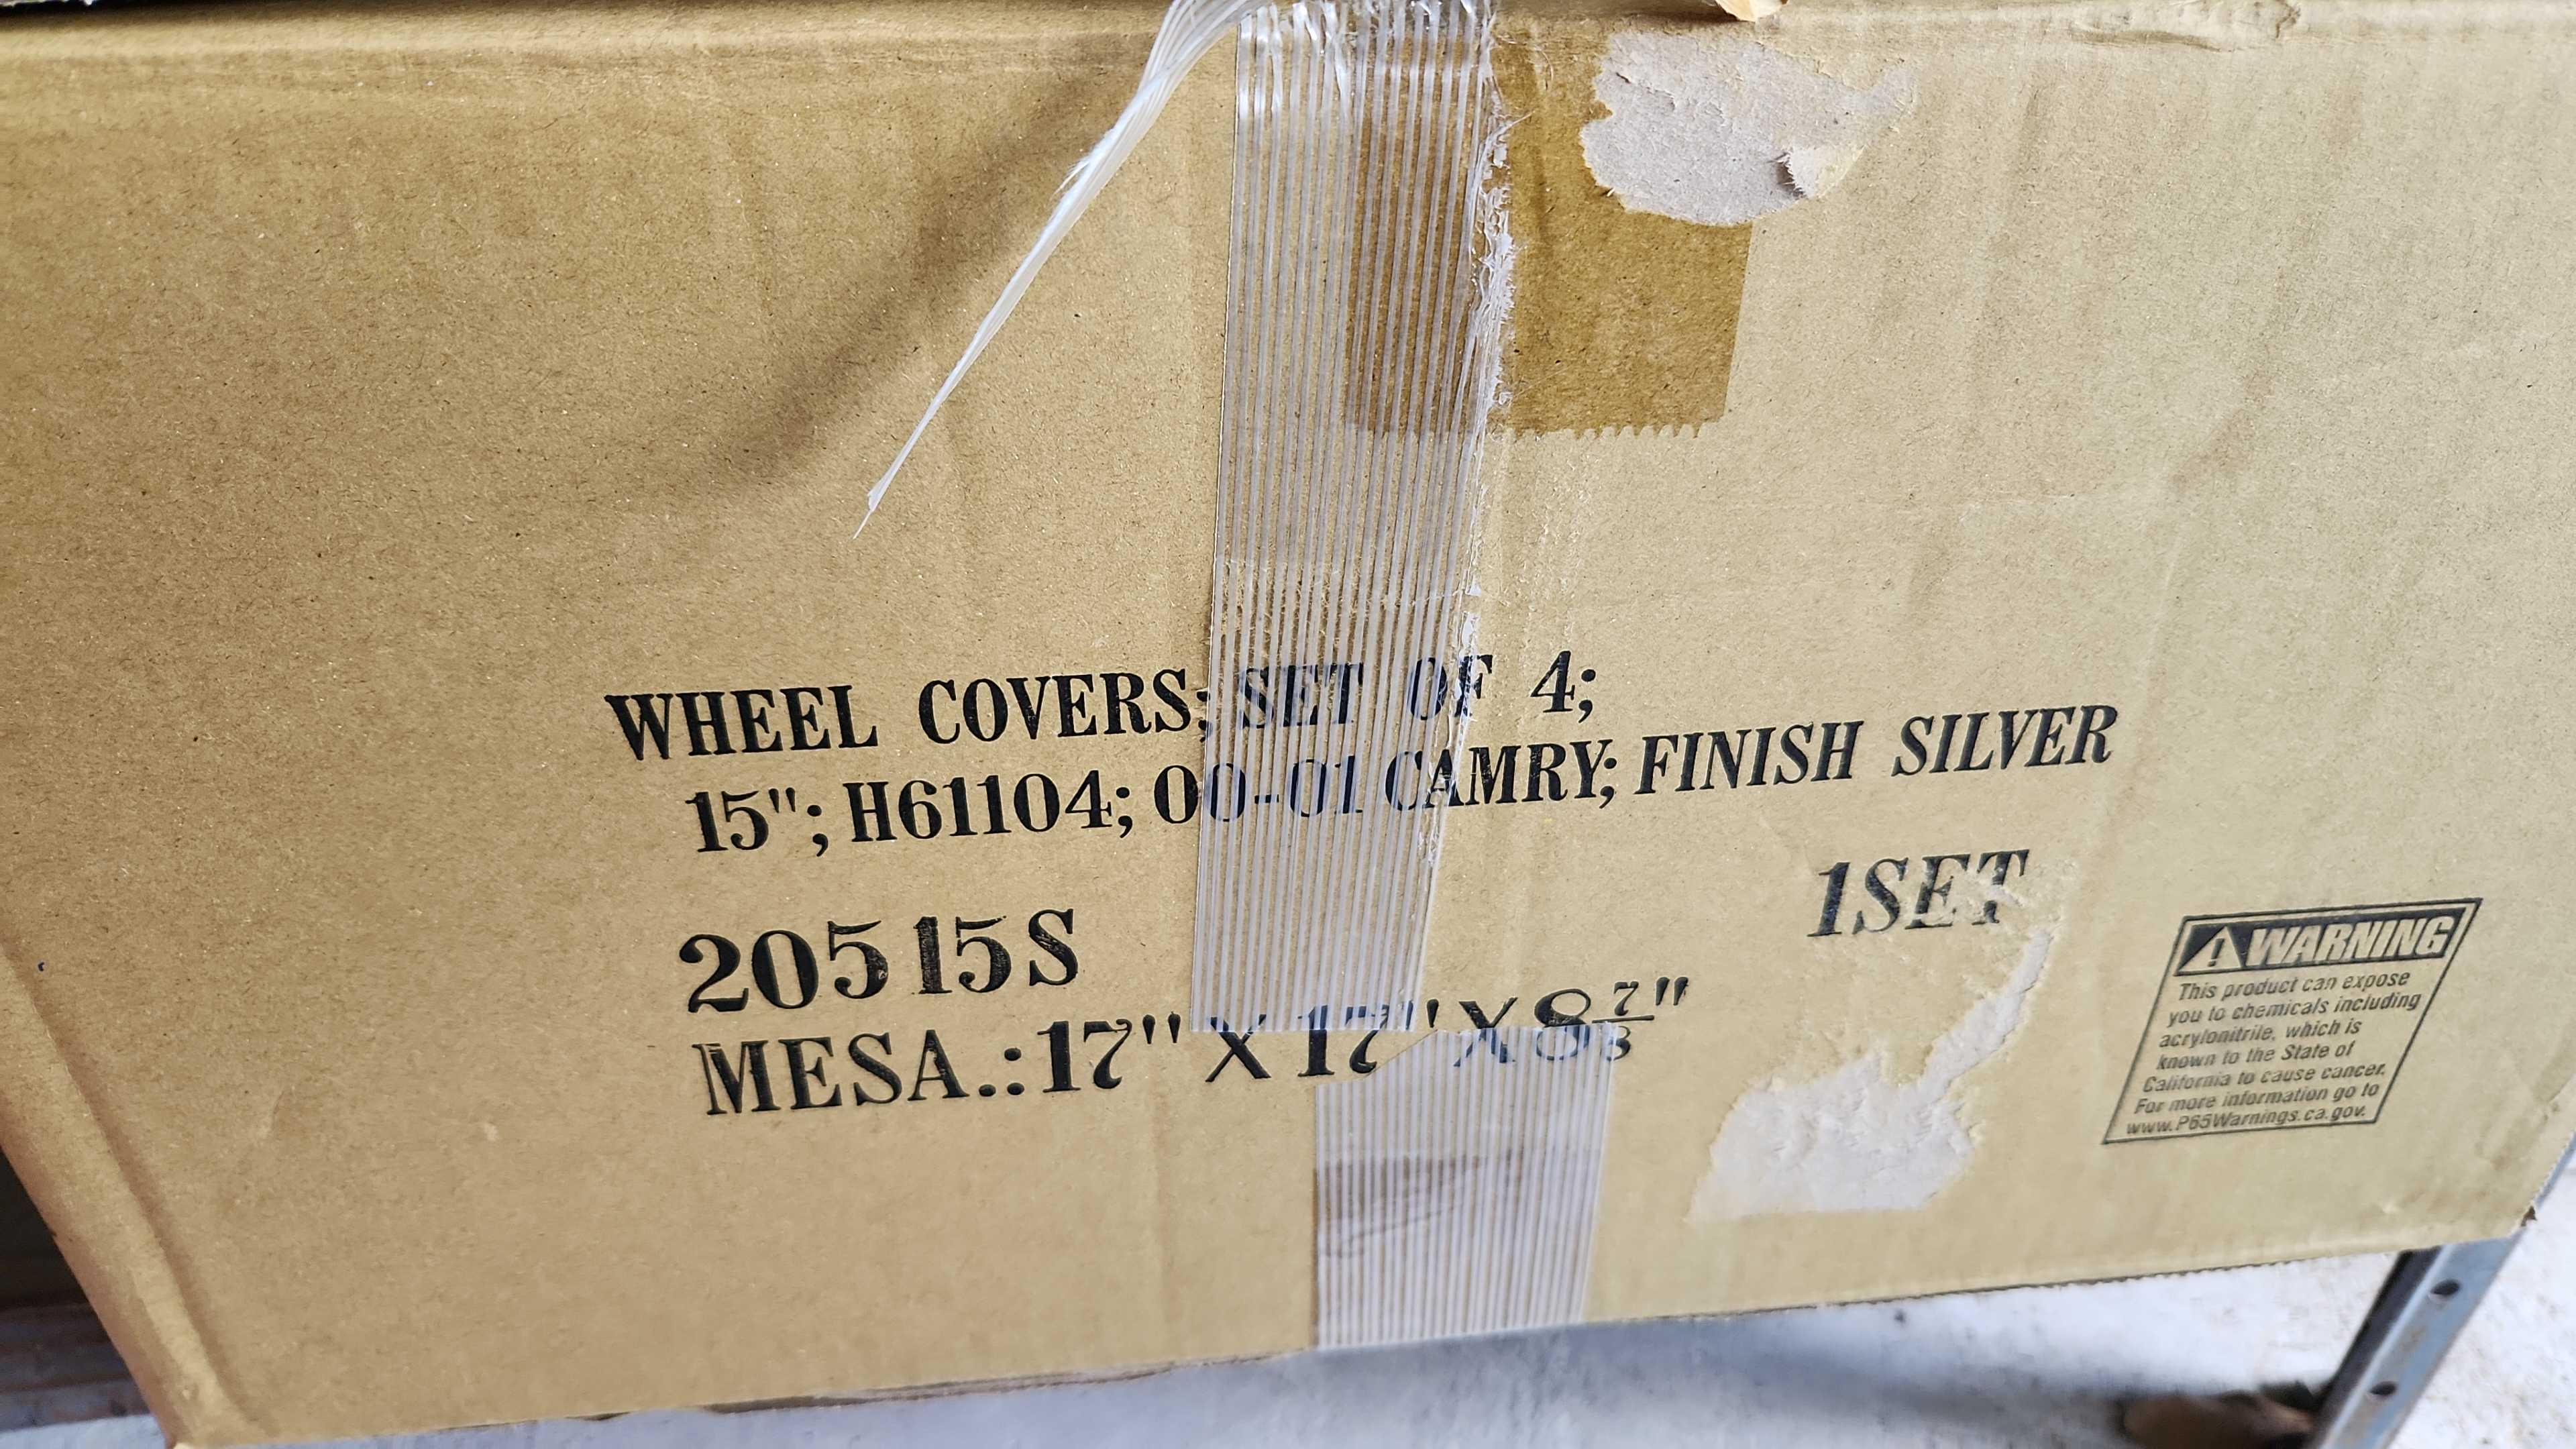 WHEEL COVERS; SET OF 4;
15"; H61104; 00-01 CAMRY; FINISH SILVER
1SET
20515S
MESA.: 17" X 17" X 8 7/8"
WARNING
This product can expose
you to chemicals including
acrylonitrile, which is
known to the State of
California to cause cancer.
For more information go to
www.P65Warnings.ca.gov.